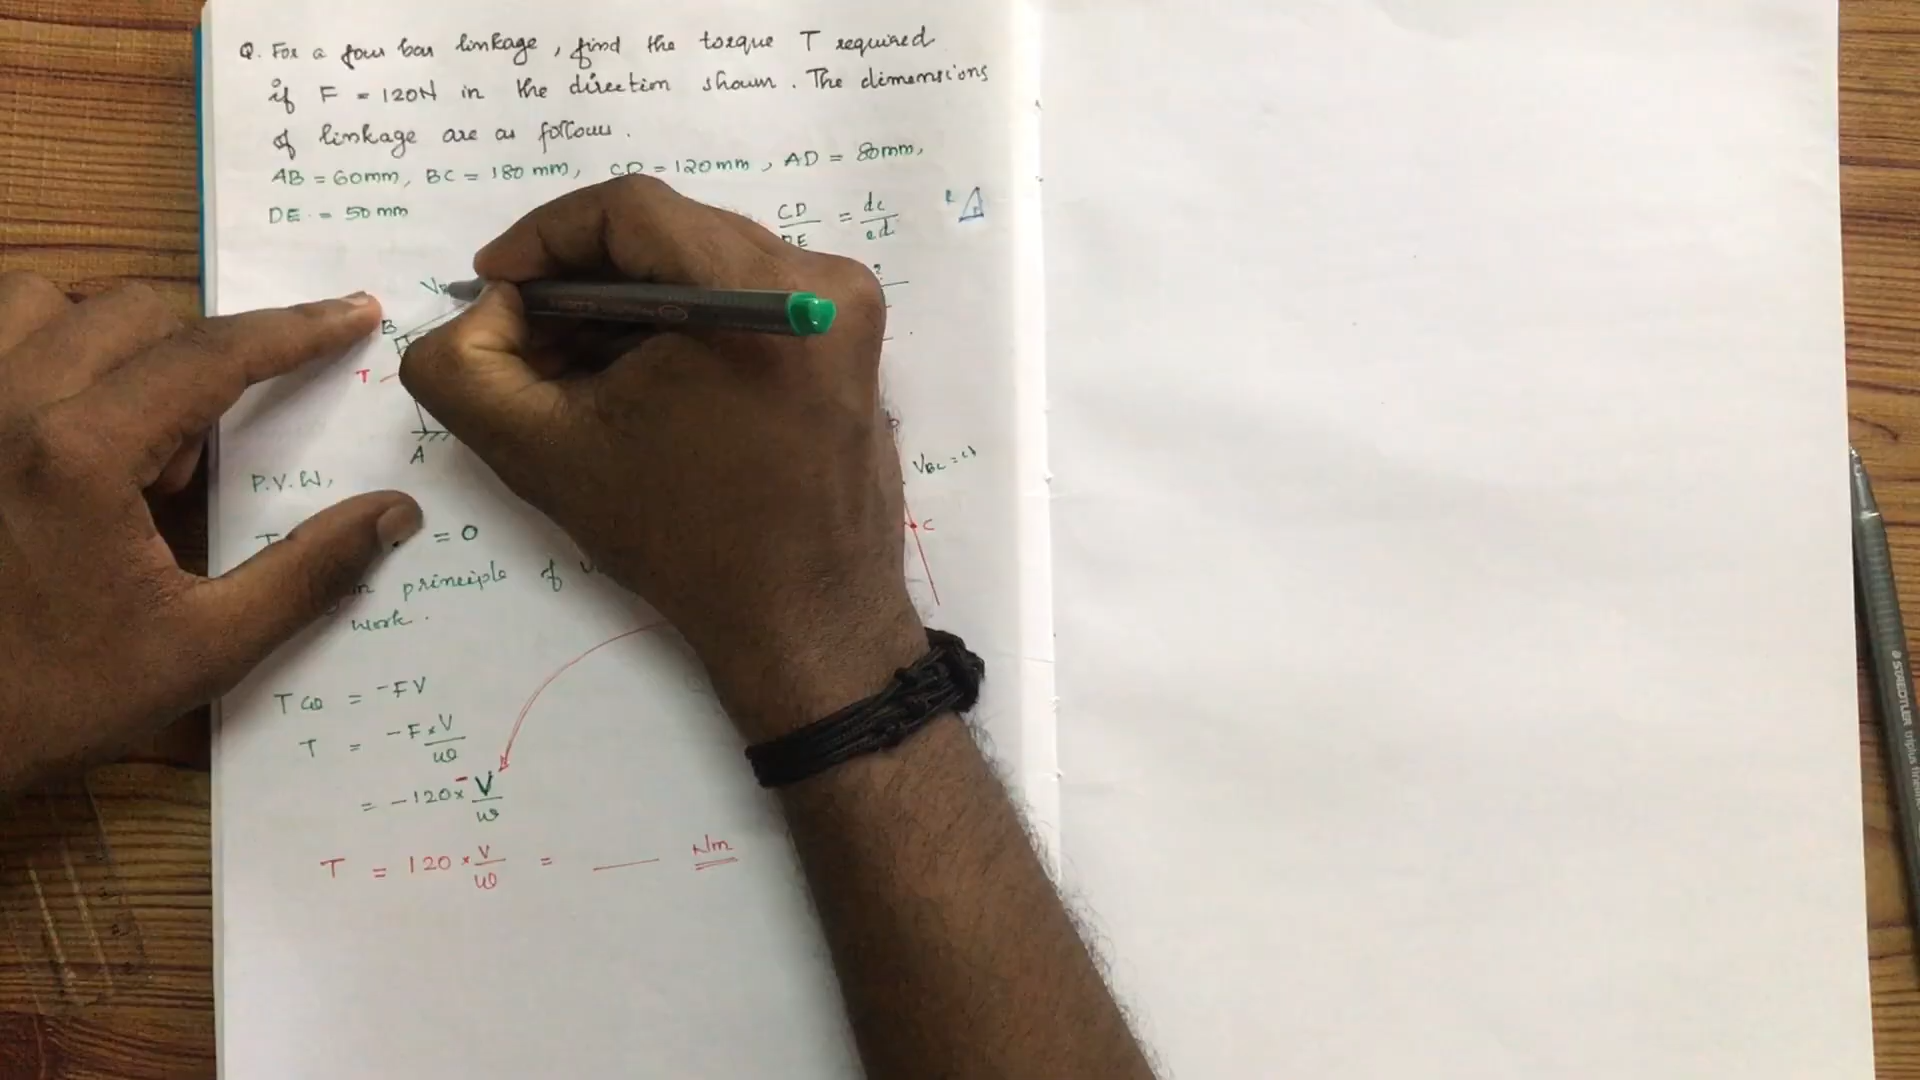 Q. For a four bar linkage, find the torque T required
if F = 120N in the direction shown. The dimensions
of linkage are as follows.
AB = 60mm, BC = 180 mm, CD = 120mm, AD = 80mm,
DE = 50 mm
CD = dc
DE ed
B
T
A
P.V.W,
VBC =
= 0
C
principle of
work.
Tω = -FV
T = -F×V
ω
= -120× V
ω
T = 120 × V = Nm
ω
STAEDTLER triplus